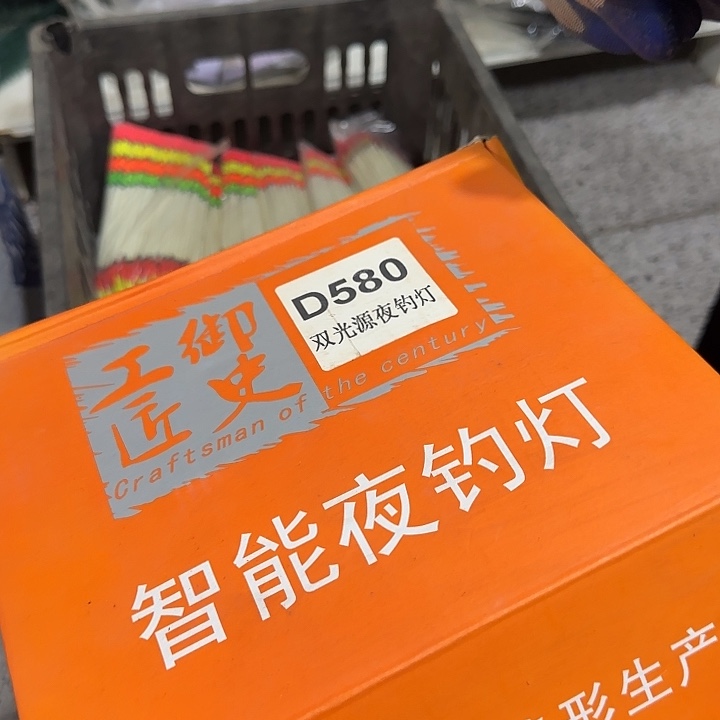 D580
双光源夜钓灯
御史
工匠
Craftsman of the century
智能夜钓灯
形生产